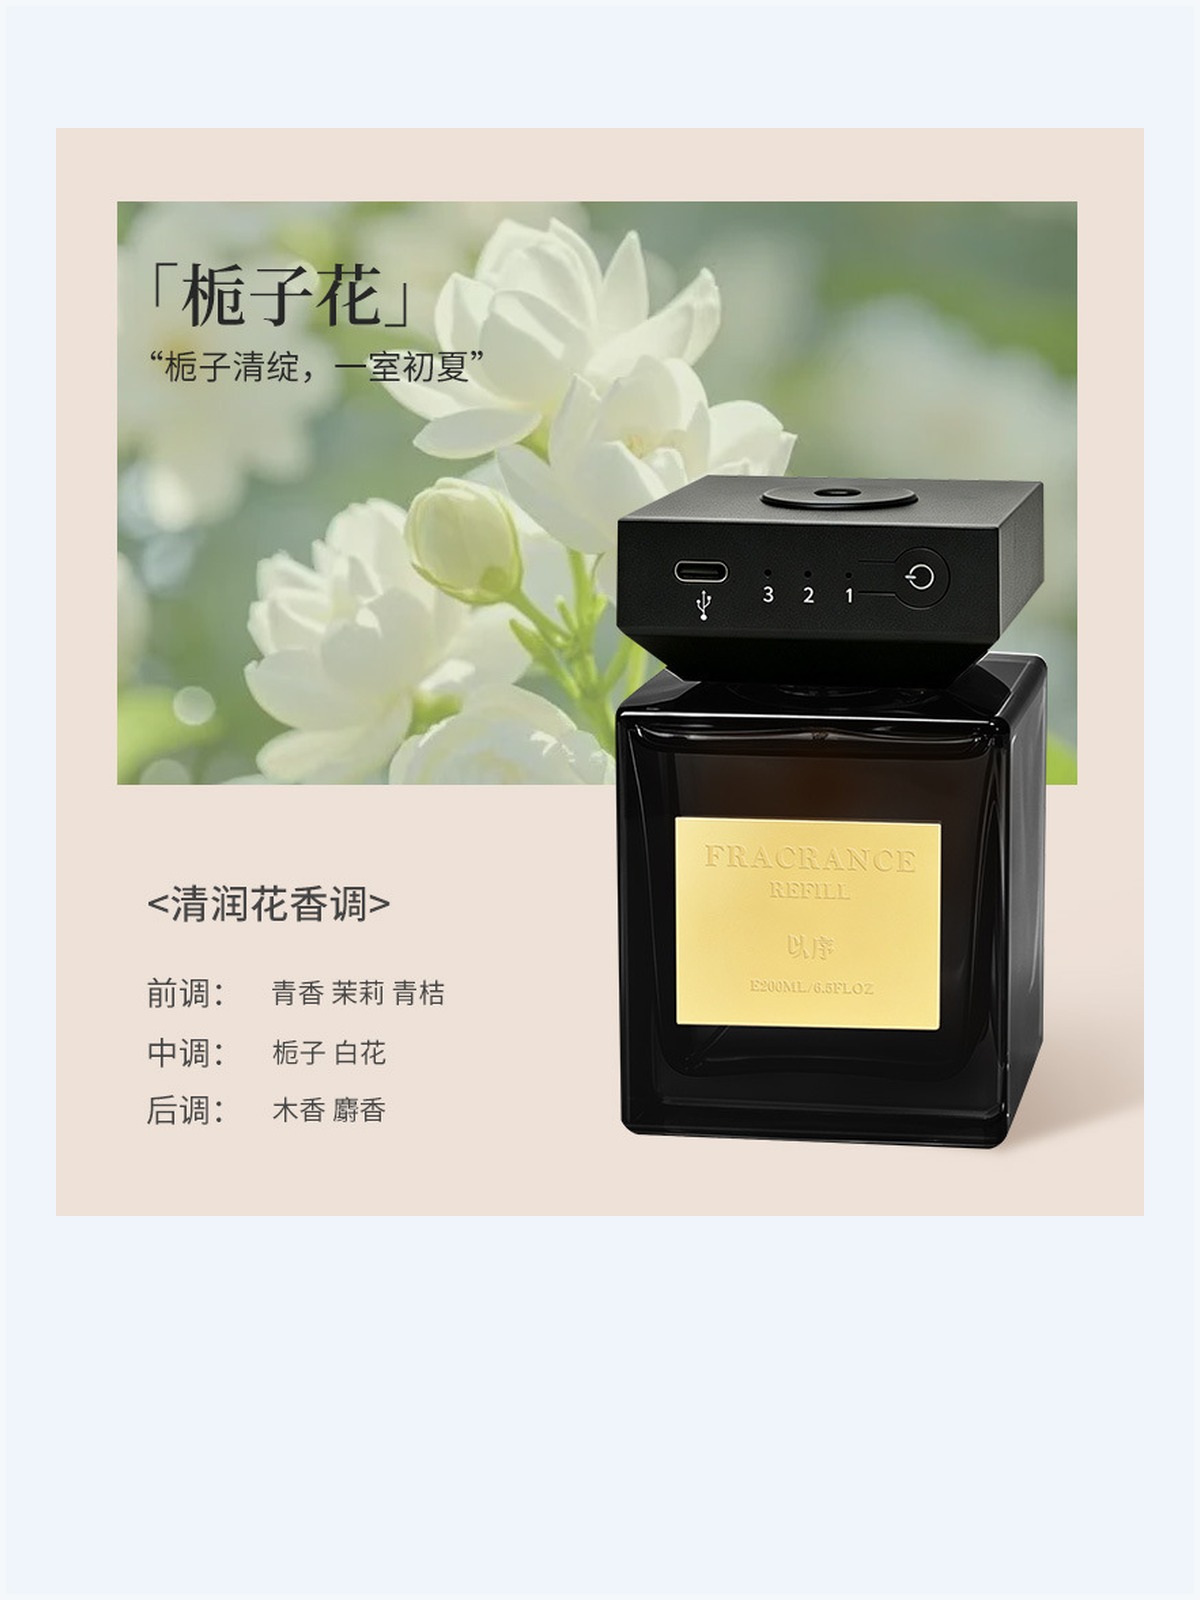 「栀子花」
“栀子清绽，一室初夏”
3 2 1
FRAGRANCE
REFILL
以序
E200ML/6.5FLOZ
<清润花香调>
前调： 青香 茉莉 青桔
中调： 栀子 白花
后调： 木香 麝香